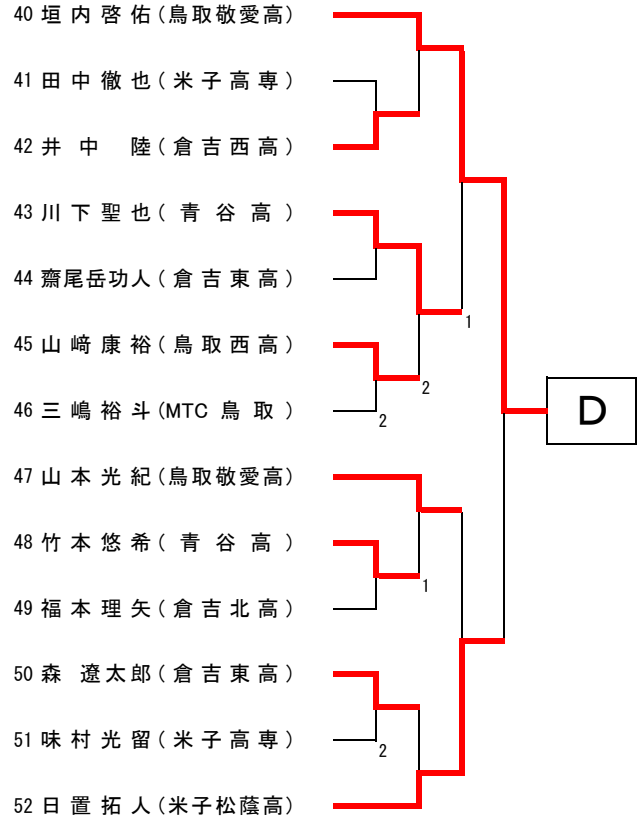 40 垣内啓佑(鳥取敬愛高)
41 田中徹也(米子高専)
42 井中 陸(倉吉西高)
43 川下聖也(青谷高)
1
44 齋尾岳功人(倉吉東高)
45 山﨑康裕(鳥取西高)
2
46 三嶋裕斗(MTC鳥取)
2
D
47 山本光紀(鳥取敬愛高)
48 竹本悠希(青谷高)
1
49 福本理矢(倉吉北高)
50 森 遼太郎(倉吉東高)
51 味村光留(米子高専)
2
52 日置拓人(米子松蔭高)